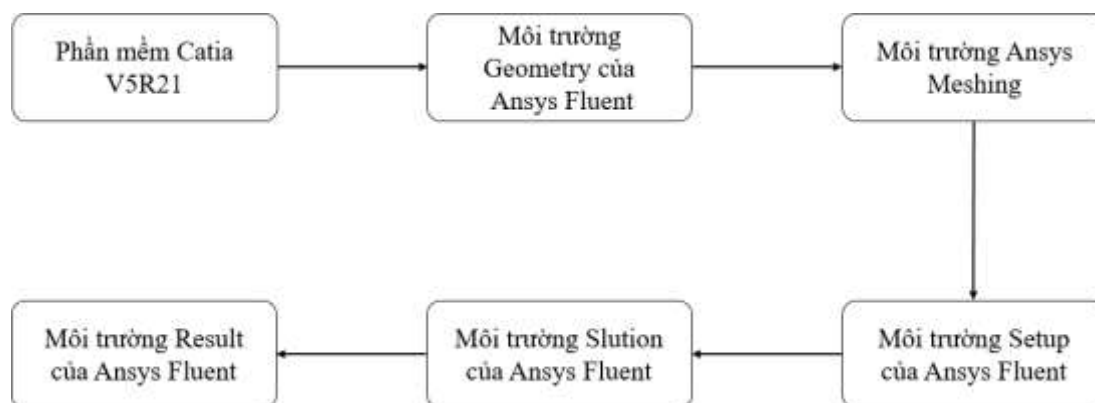 Phần mềm Catia
V5R21
Môi trường
Geometry của
Ansys Fluent
Môi trường Ansys
Meshing
Môi trường Setup
của Ansys Fluent
Môi trường Slution
của Ansys Fluent
Môi trường Result
của Ansys Fluent